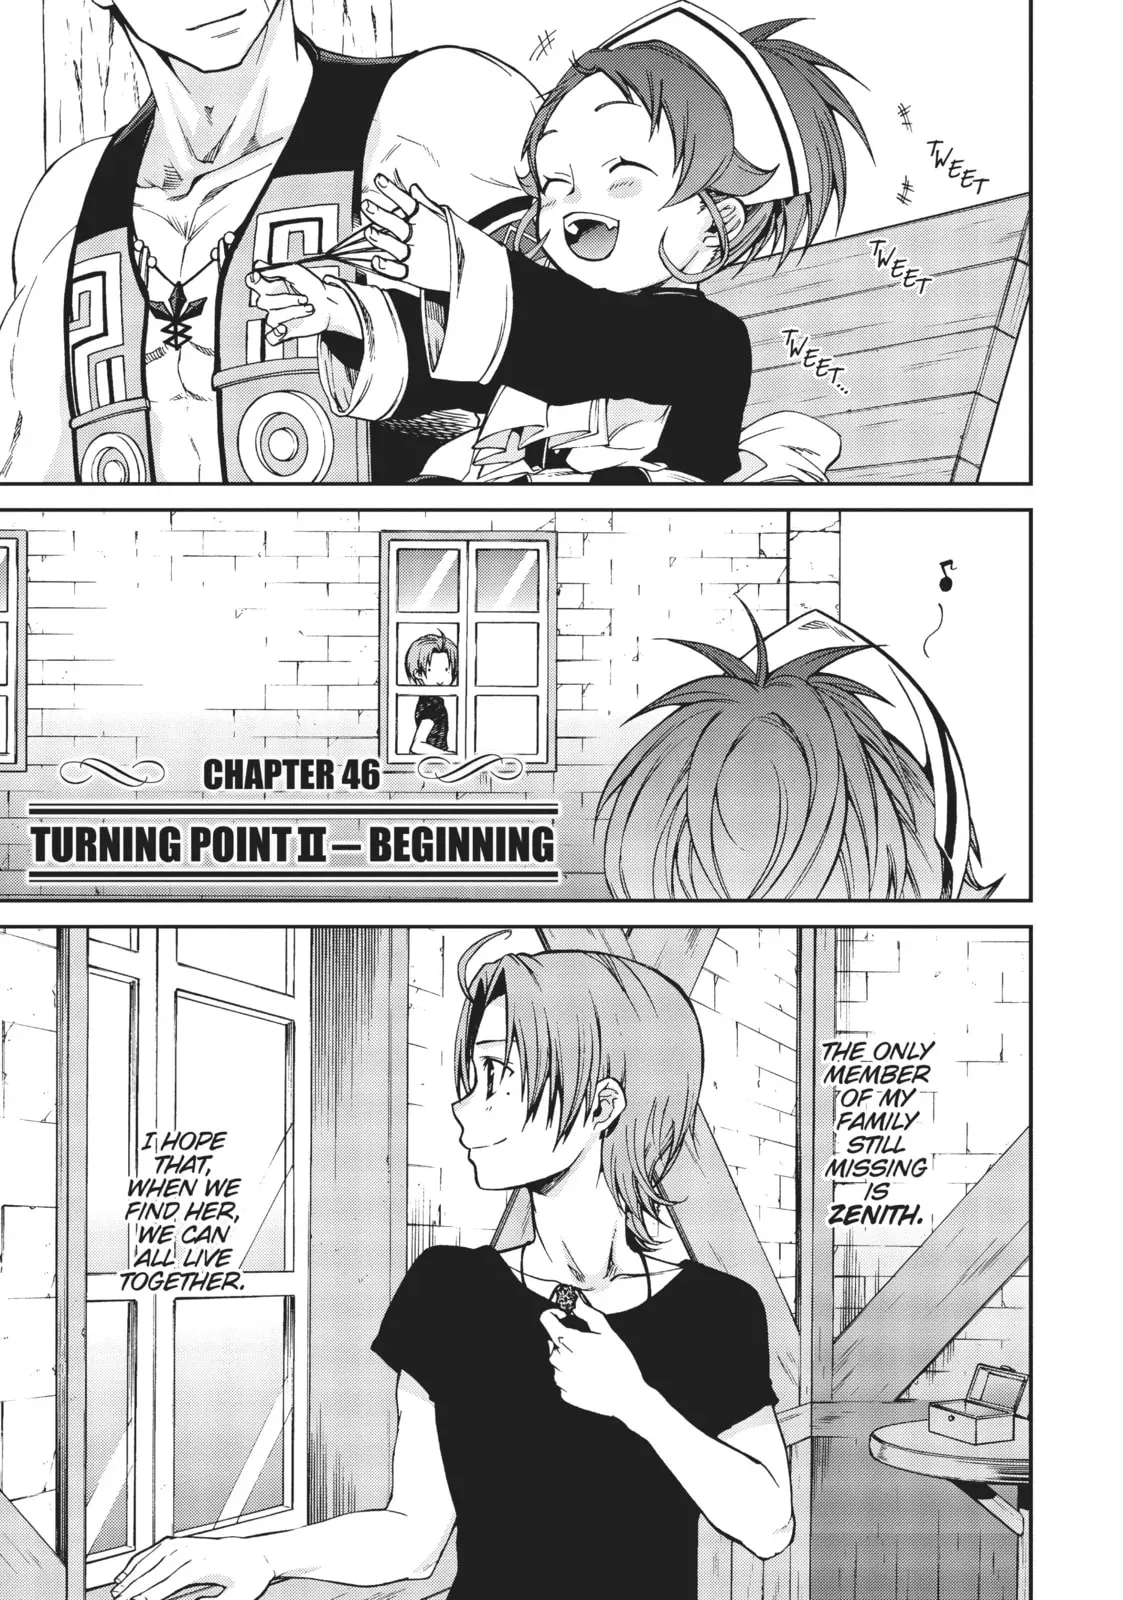 TWEET
TWEET
TWEET...
CHAPTER 46
TURNING POINT II — BEGINNING
THE ONLY
MEMBER
OF MY
FAMILY
STILL
MISSING
IS
ZENITH.
I HOPE
THAT,
WHEN WE
FIND HER,
WE CAN
ALL LIVE
TOGETHER.